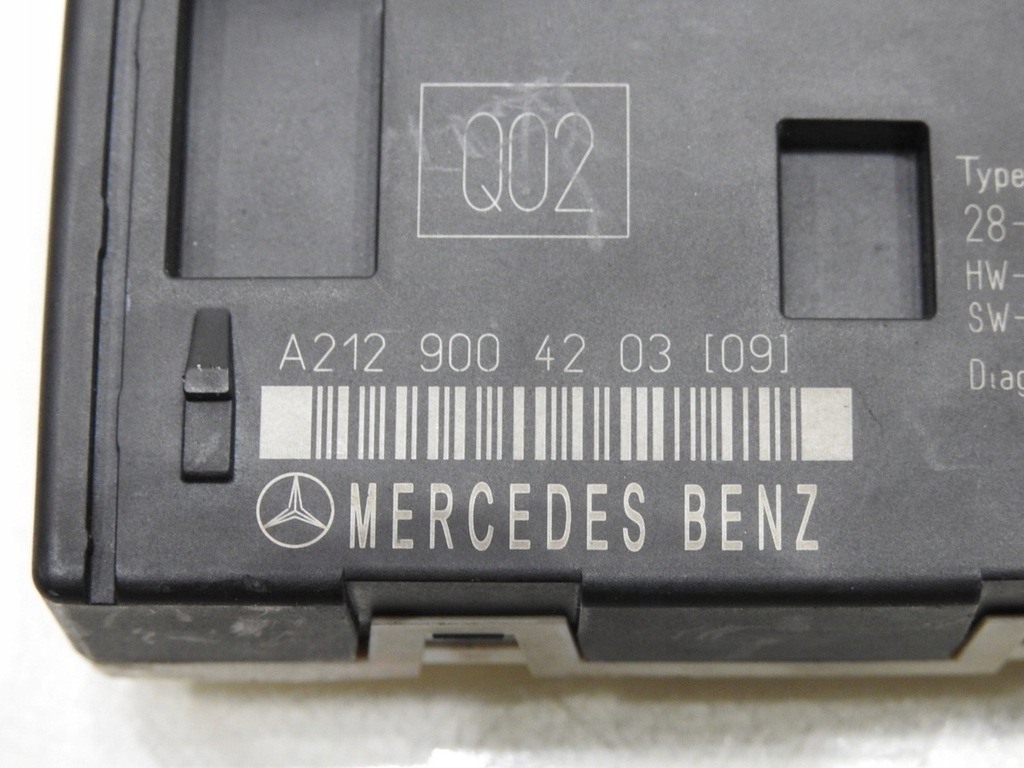 Q02
A212 900 42 03 [09]
MERCEDES BENZ
Type
28-
HW-
SW-